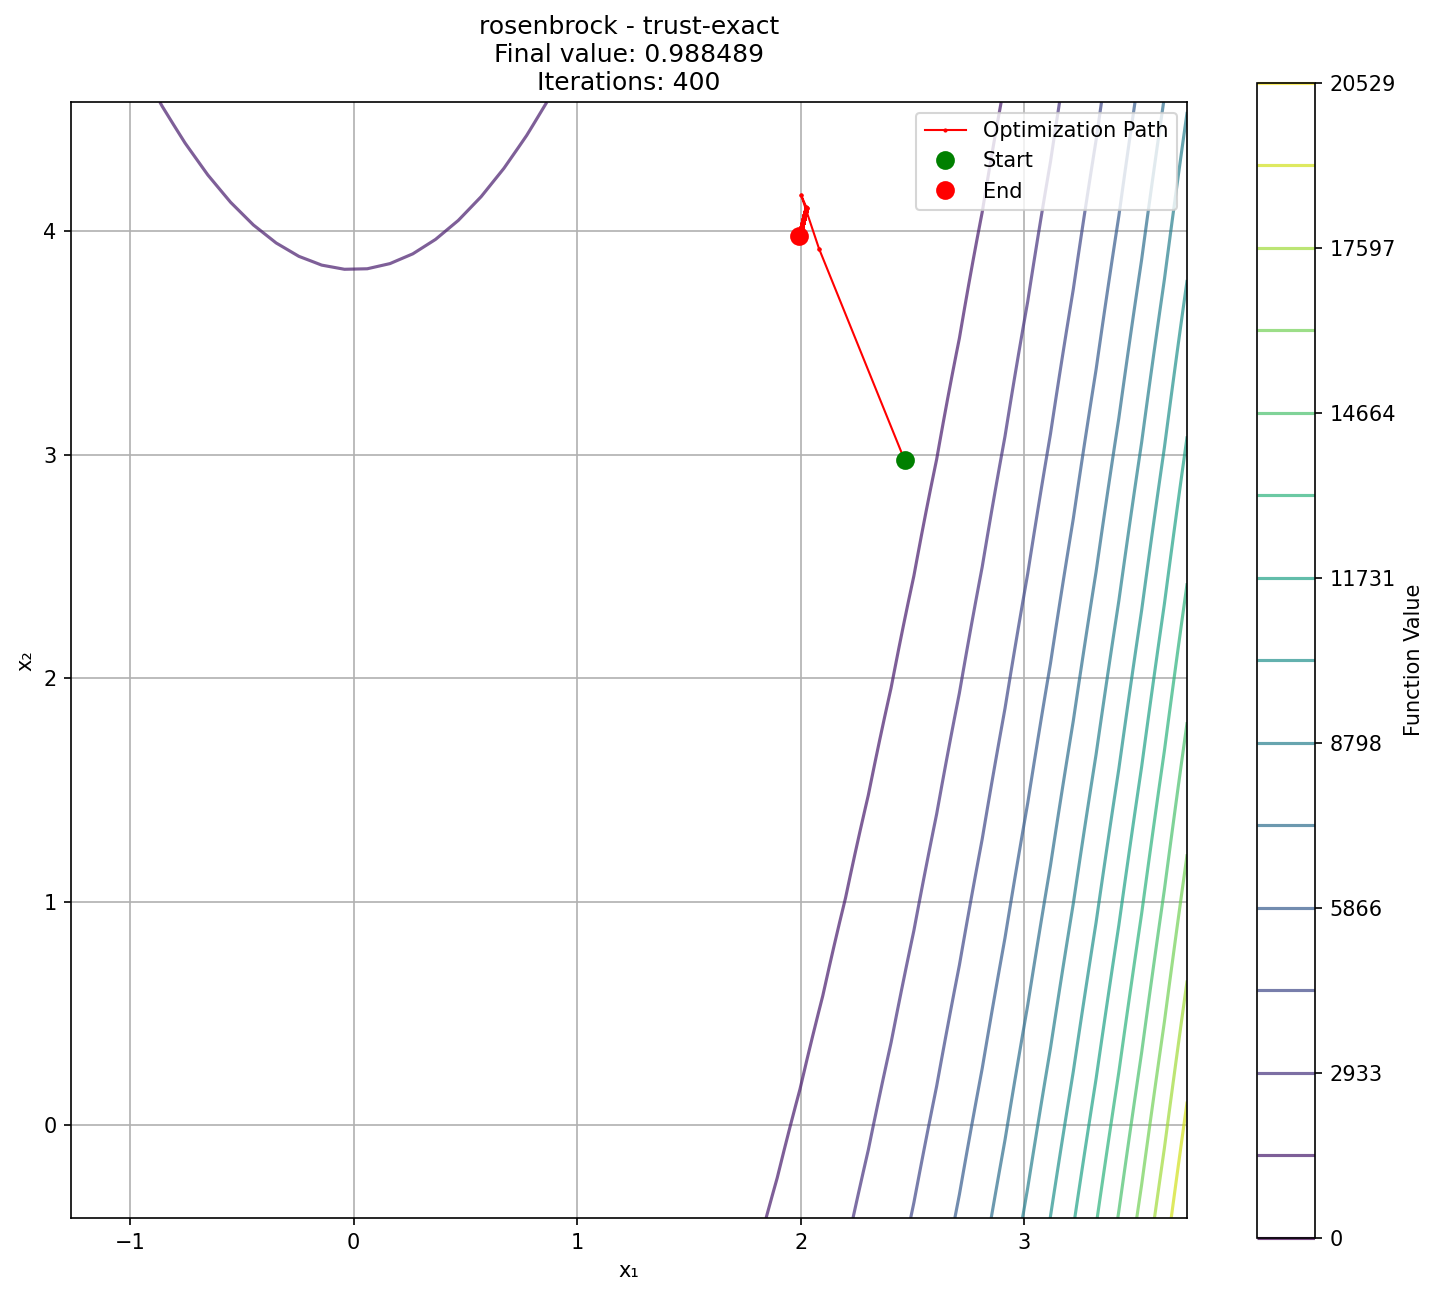 rosenbrock - trust-exact
Final value: 0.988489
Iterations: 400
Optimization Path
Start
End
4
3
2
1
0
x₂
−1
0
1
2
3
x₁
20529
17597
14664
11731
8798
5866
2933
0
Function Value